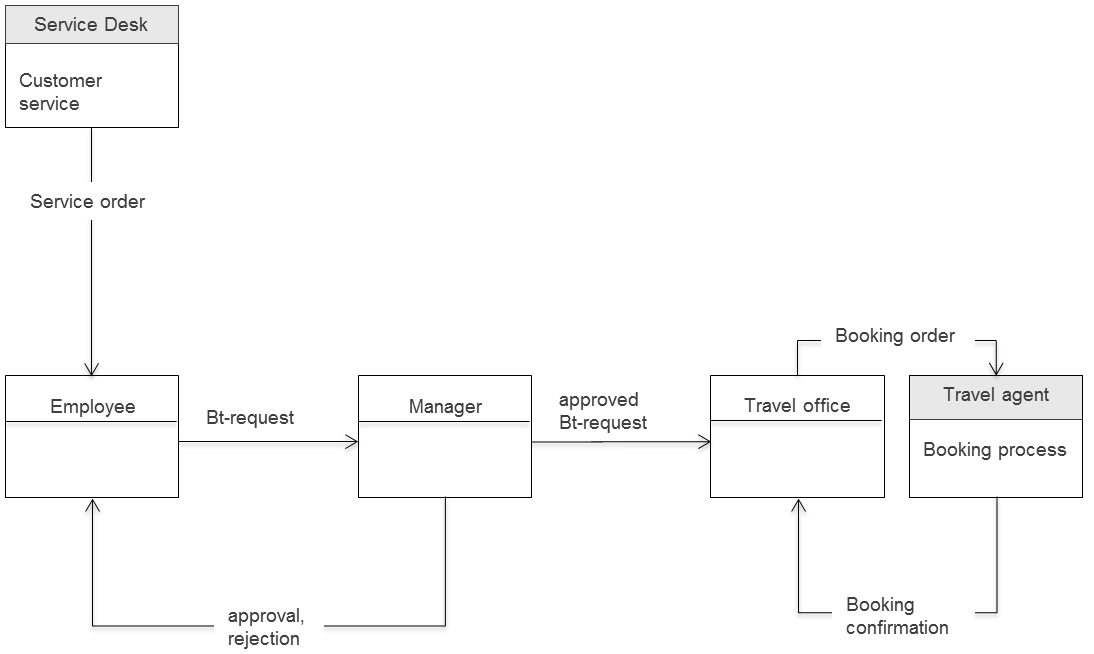 Service Desk
Customer
service
Service order
Booking order
Employee
Bt-request
Manager
approved
Bt-request
Travel office
Travel agent
Booking process
approval,
rejection
Booking
confirmation